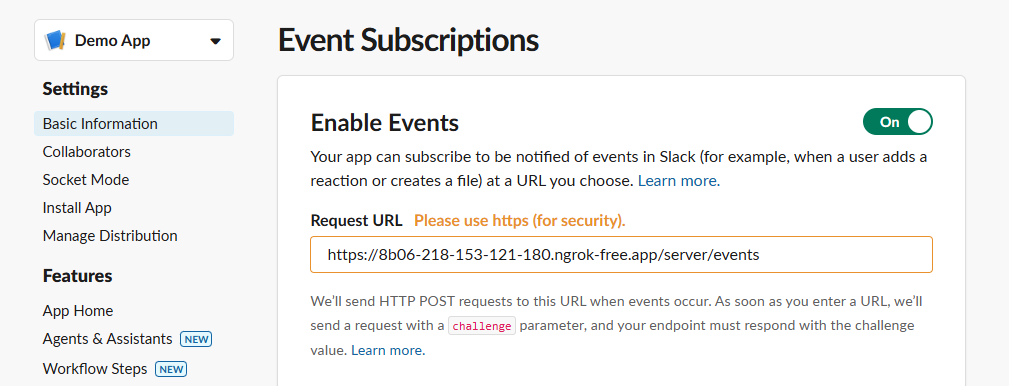 Demo App
Event Subscriptions
Settings
Basic Information
Collaborators
Socket Mode
Install App
Manage Distribution
Features
App Home
Agents & Assistants NEW
Workflow Steps NEW
Enable Events
On
Your app can subscribe to be notified of events in Slack (for example, when a user adds a
reaction or creates a file) at a URL you choose. Learn more.
Request URL Please use https (for security).
https://8b06-218-153-121-180.ngrok-free.app/server/events
We’ll send HTTP POST requests to this URL when events occur. As soon as you enter a URL, we’ll
send a request with a challenge parameter, and your endpoint must respond with the challenge
value. Learn more.